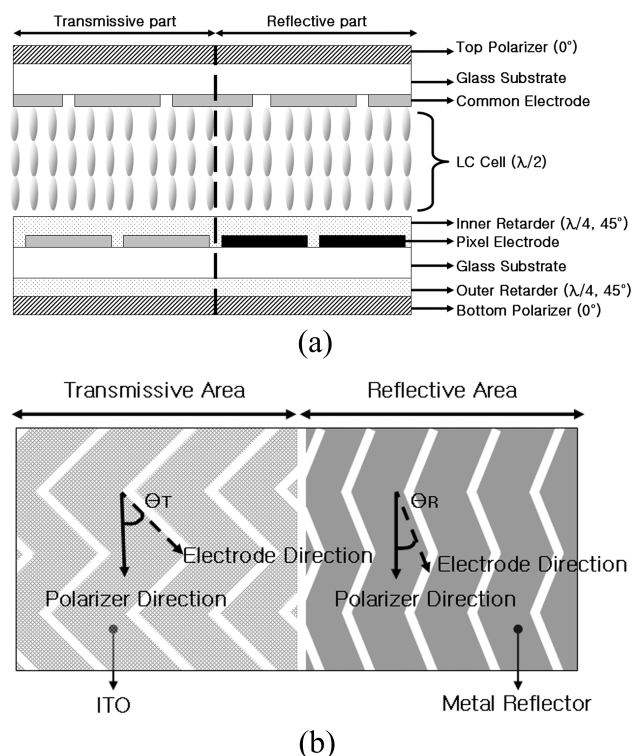 Transmissive part
Reflective part
Top Polarizer (0°)
Glass Substrate
Common Electrode
LC Cell (λ/2)
Inner Retarder (λ/4, 45°)
Pixel Electrode
Glass Substrate
Outer Retarder (λ/4, 45°)
Bottom Polarizer (0°)
(a)
Transmissive Area
Reflective Area
ΘT
ΘR
Electrode Direction
Electrode Direction
Polarizer Direction
Polarizer Direction
ITO
Metal Reflector
(b)